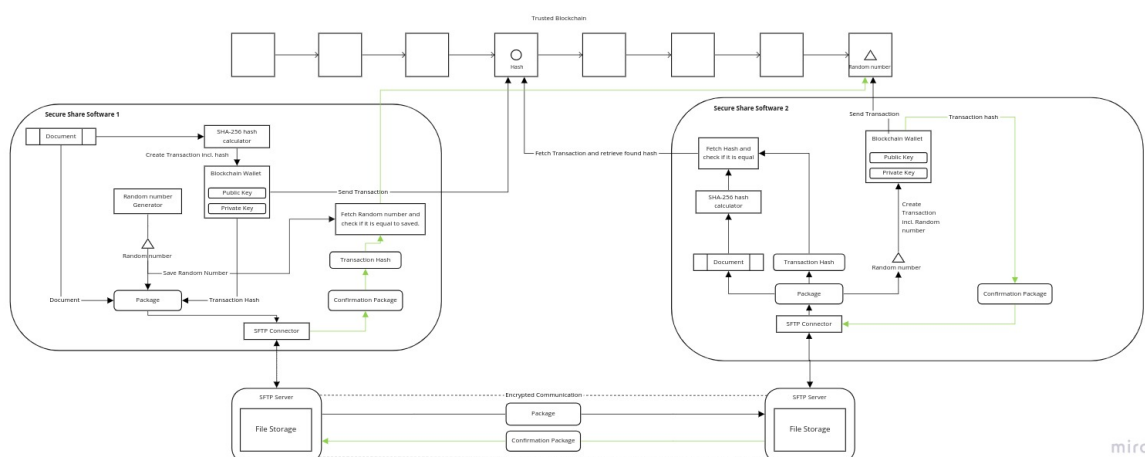 Trusted Blockchain
Hash
Random number
Secure Share Software 1
Document
SHA-256 hash
calculator
Create Transaction incl. hash
Blockchain Wallet
Public Key
Private Key
Random number
Generator
Random number
Save Random Number
Send Transaction
Fetch Random number and
check if it is equal to saved.
Transaction Hash
Confirmation Package
Document
Package
Transaction Hash
SFTP Connector
Fetch Transaction and retrieve found hash
Secure Share Software 2
Send Transaction
Transaction hash
Blockchain Wallet
Public Key
Private Key
Fetch Hash and
check if it is equal
SHA-256 hash
calculator
Create
Transaction
incl. Random
number
Document
Transaction Hash
Random number
Package
Confirmation Package
SFTP Connector
SFTP Server
File Storage
Encrypted Communication
Package
Confirmation Package
SFTP Server
File Storage